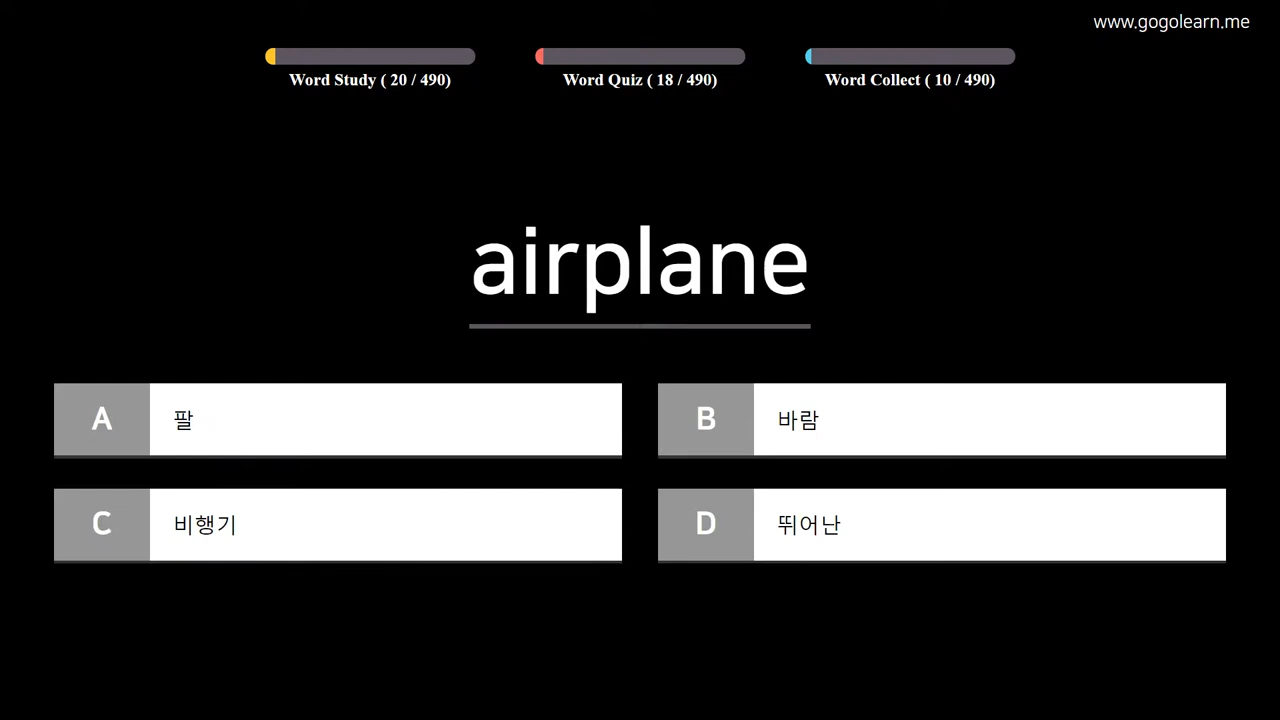 www.gogolearn.me
Word Study ( 20 / 490)
Word Quiz ( 18 / 490)
Word Collect ( 10 / 490)
airplane
A 팔
B 바람
C 비행기
D 뛰어난